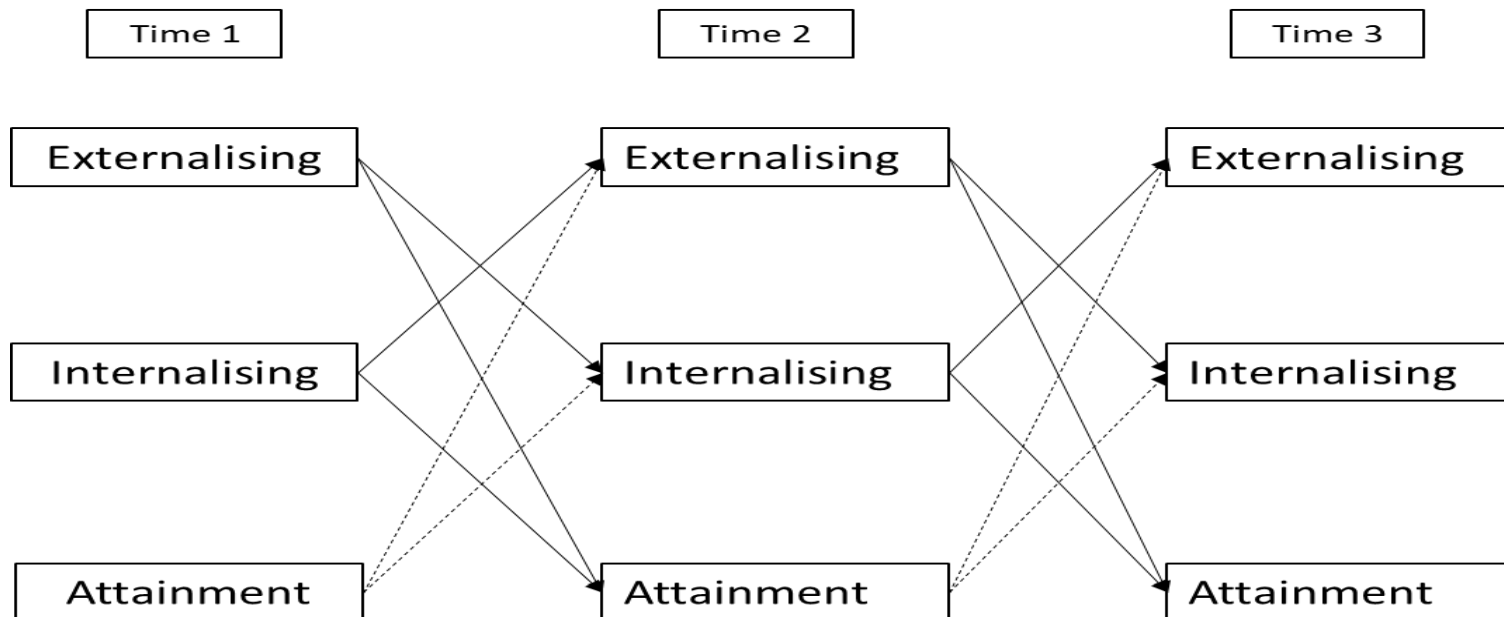 Time 1
Time 2
Time 3
Externalising
Externalising
Externalising
Internalising
Internalising
Internalising
Attainment
Attainment
Attainment